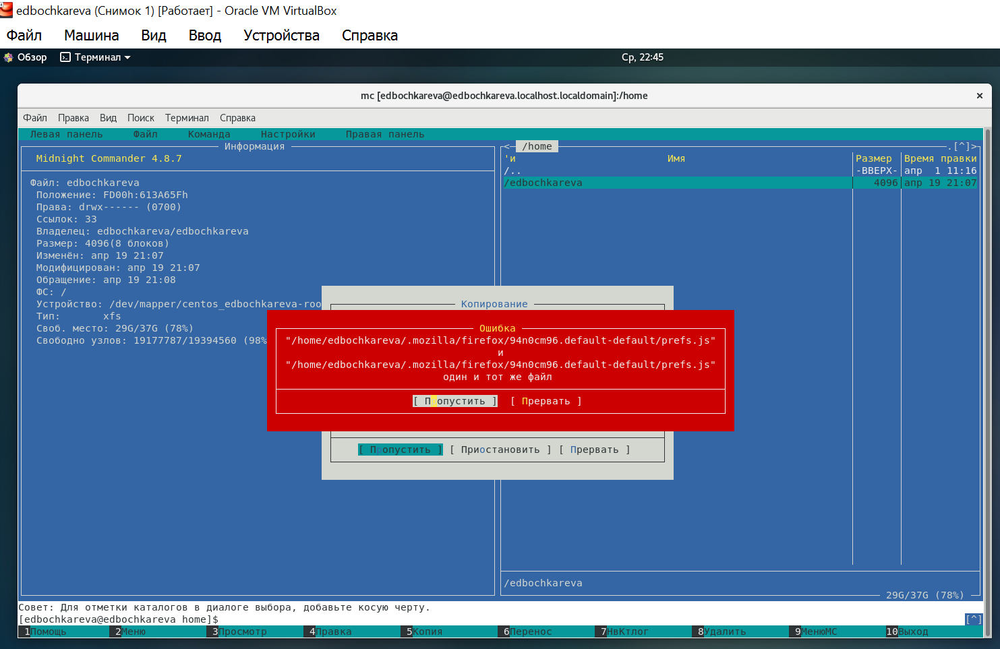 edbochkareva (Снимок 1) [Работает] - Oracle VM VirtualBox
Файл Машина Вид Ввод Устройства Справка
Обзор Терминал Ср, 22:45
mc [edbochkareva@edbochkareva.localhost.localdomain]:/home ×
Файл Правка Вид Поиск Терминал Справка
Левая панель Файл Команда Настройки Правая панель
Информация
Midnight Commander 4.8.7
Файл: edbochkareva
Положение: FD00h:613A65Fh
Права: drwx------ (0700)
Ссылок: 33
Владелец: edbochkareva/edbochkareva
Размер: 4096(8 блоков)
Изменён: апр 19 21:07
Модифицирован: апр 19 21:07
Обращение: апр 19 21:08
ФС: /
Устройство: /dev/mapper/centos_edbochkareva-roo
Тип: xfs
Своб. место: 29G/37G (78%)
Свободно узлов: 19177787/19394560 (98%
<- /home .[^]>
'и Имя Размер Время правки
/.. -ВВЕРХ- апр 1 11:16
/edbochkareva 4096 апр 19 21:07
Копирование
Ошибка
"/home/edbochkareva/.mozilla/firefox/94n0cm96.default-default/prefs.js"
и
"/home/edbochkareva/.mozilla/firefox/94n0cm96.default-default/prefs.js"
один и тот же файл
[ Пропустить ] [ Прервать ]
[ Пропустить ] [ Приостановить ] [ Прервать ]
/edbochkareva
29G/37G (78%)
Совет: Для отметки каталогов в диалоге выбора, добавьте косую черту.
[edbochkareva@edbochkareva home]$ [^]
1Помощь 2Меню 3Просмотр 4Правка 5Копия 6Перенос 7НвКтлог 8Удалить 9МенюMC 10Выход